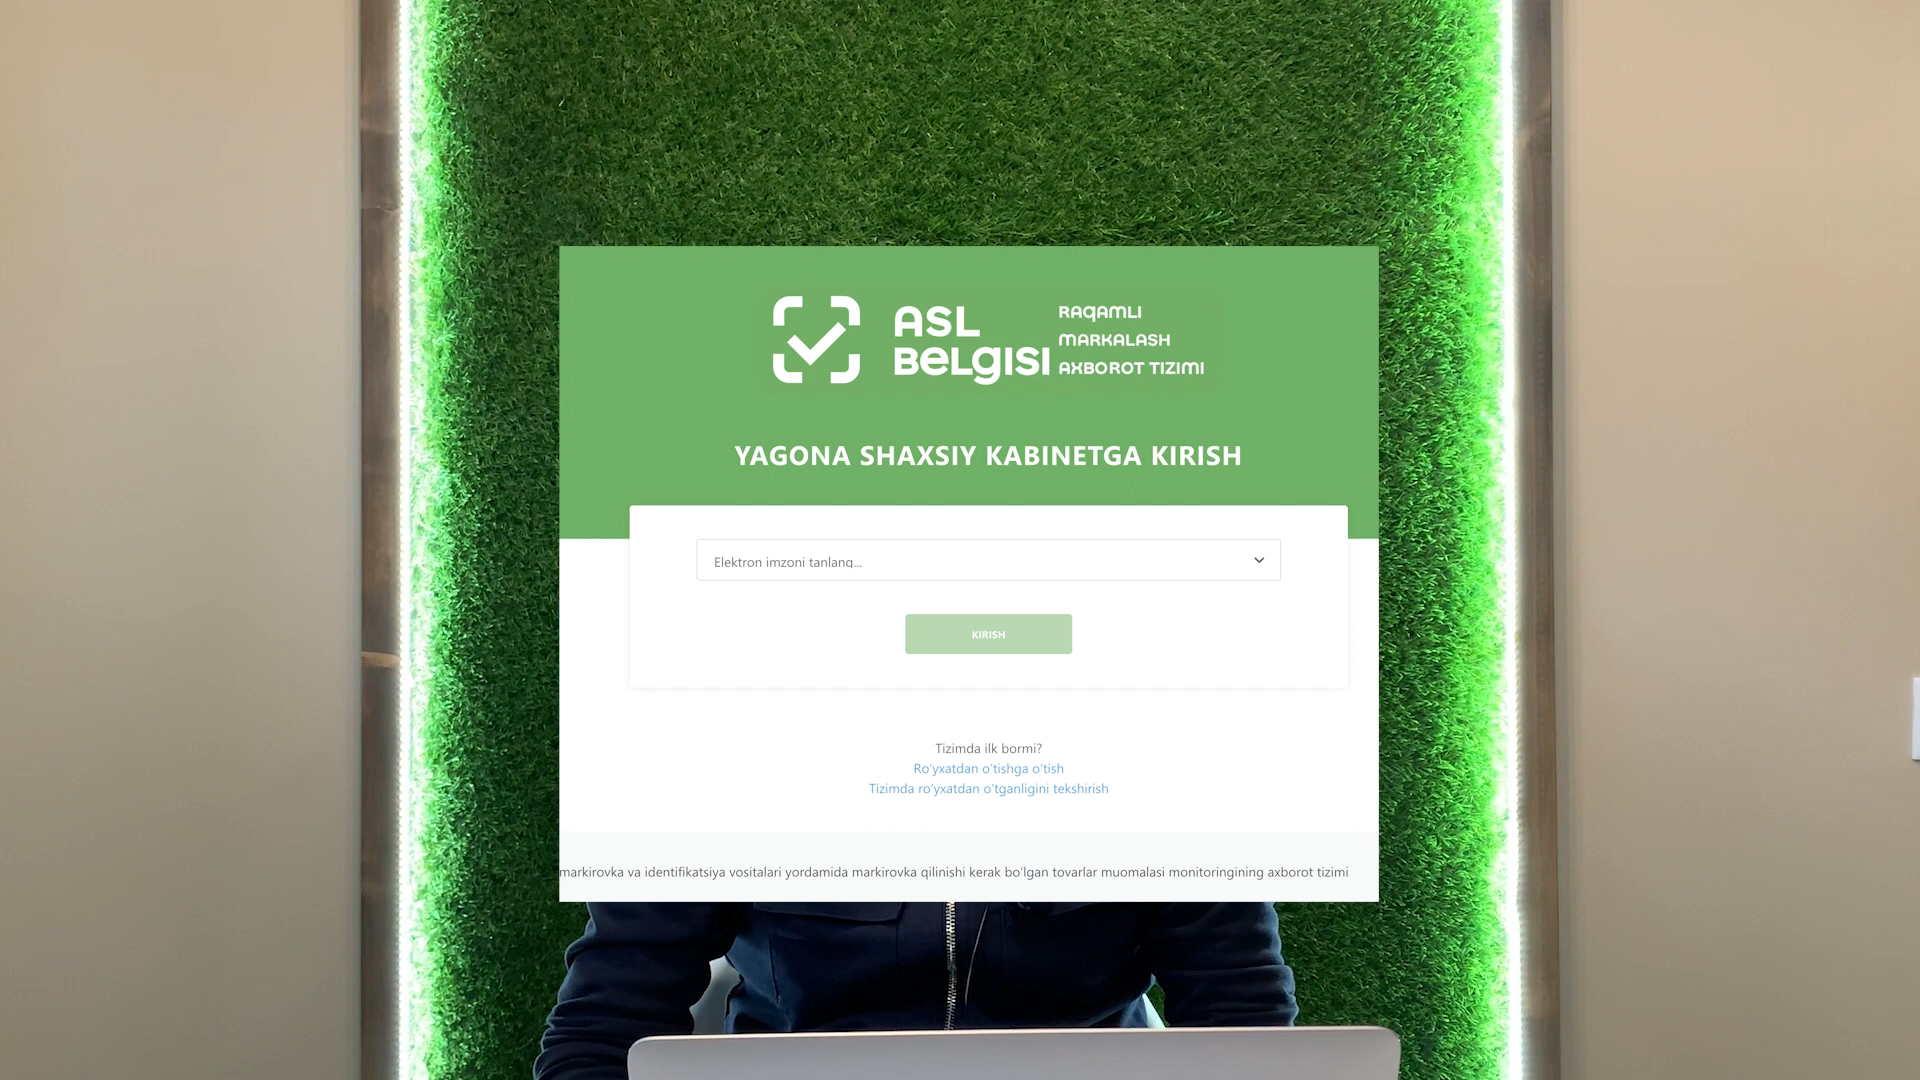 ASL
BELGISI
RAQAMLI
MARKALASH
AXBOROT TIZIMI
YAGONA SHAXSIY KABINETGA KIRISH
Elektron imzoni tanlang...
KIRISH
Tizimda ilk bormi?
Ro'yxatdan o'tishga o'tish
Tizimda ro'yxatdan o'tganligini tekshirish
markirovka va identifikatsiya vositalari yordamida markirovka qilinishi kerak bo'lgan tovarlar muomalasi monitoringining axborot tizimi